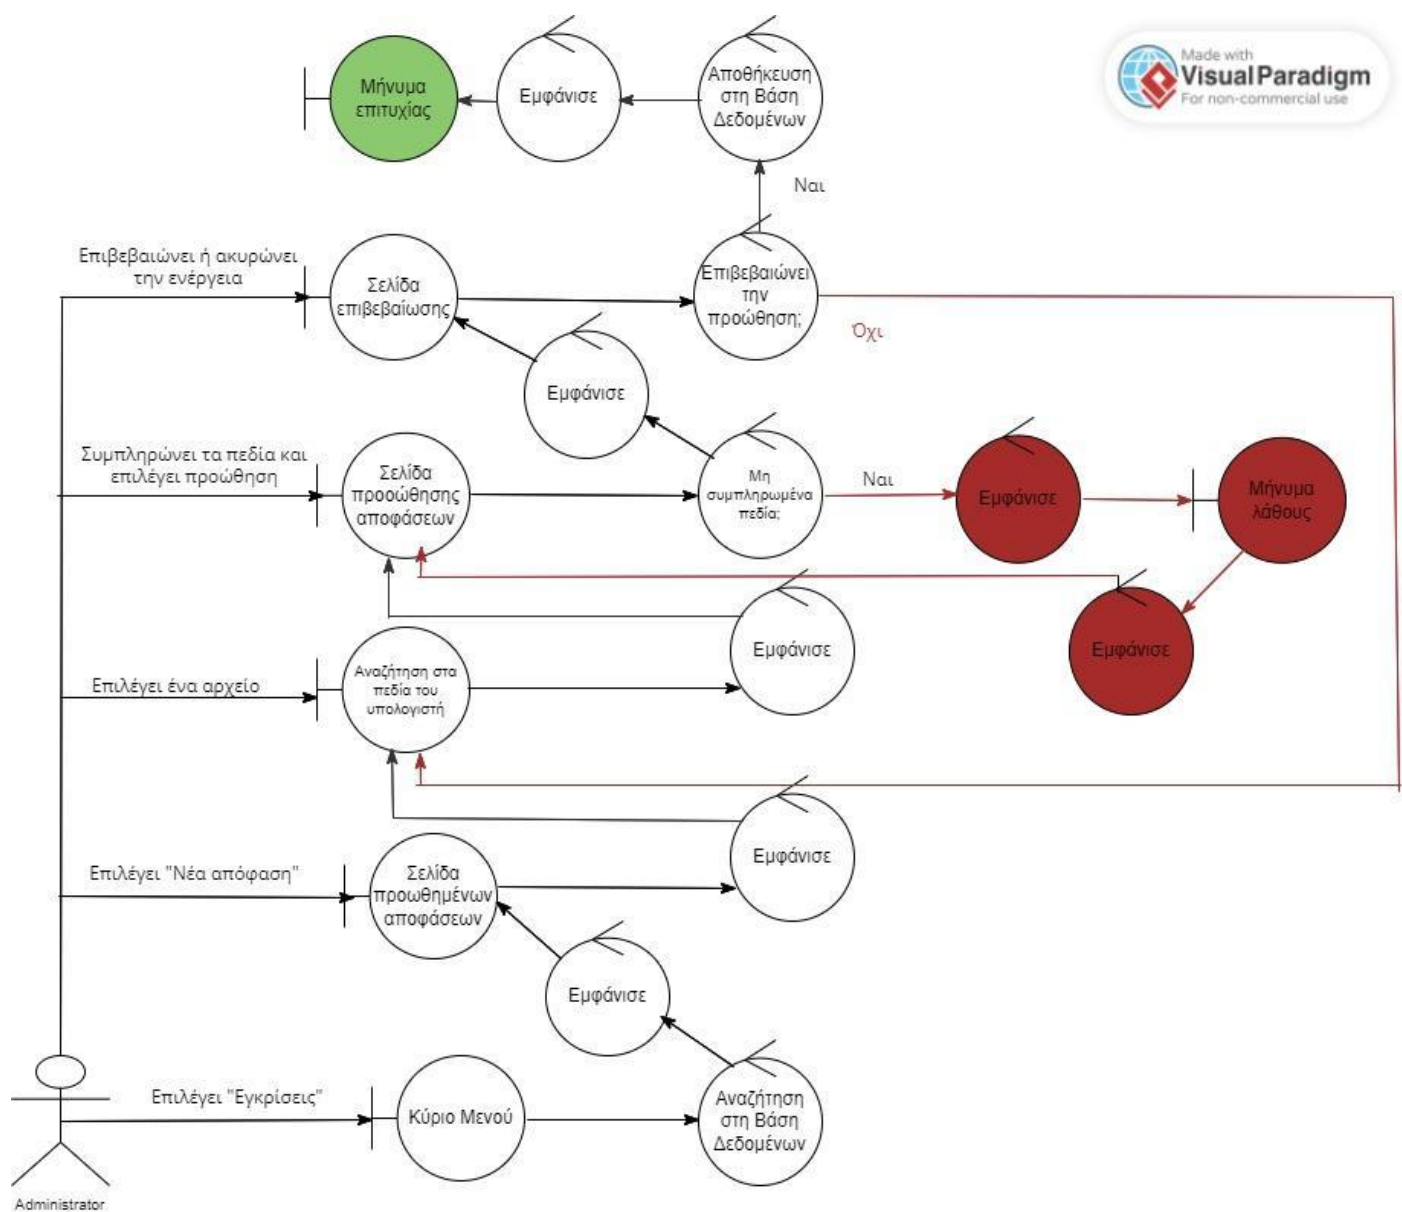 Made with
Visual Paradigm
For non-commercial use
Μήνυμα
επιτυχίας
Εμφάνισε
Αποθήκευση
στη Βάση
Δεδομένων
Ναι
Επιβεβαιώνει ή ακυρώνει
την ενέργεια
Σελίδα
επιβεβαίωσης
Επιβεβαιώνει
την
προώθηση;
Όχι
Εμφάνισε
Συμπληρώνει τα πεδία και
επιλέγει προώθηση
Σελίδα
προοώθησης
αποφάσεων
Μη
συμπληρωμένα
πεδία;
Ναι
Εμφάνισε
Μήνυμα
λάθους
Εμφάνισε
Εμφάνισε
Επιλέγει ένα αρχείο
Αναζήτηση στα
πεδία του
υπολογιστή
Εμφάνισε
Επιλέγει "Νέα απόφαση"
Σελίδα
προωθημένων
αποφάσεων
Εμφάνισε
Επιλέγει "Εγκρίσεις"
Κύριο Μενού
Αναζήτηση
στη Βάση
Δεδομένων
Administrator